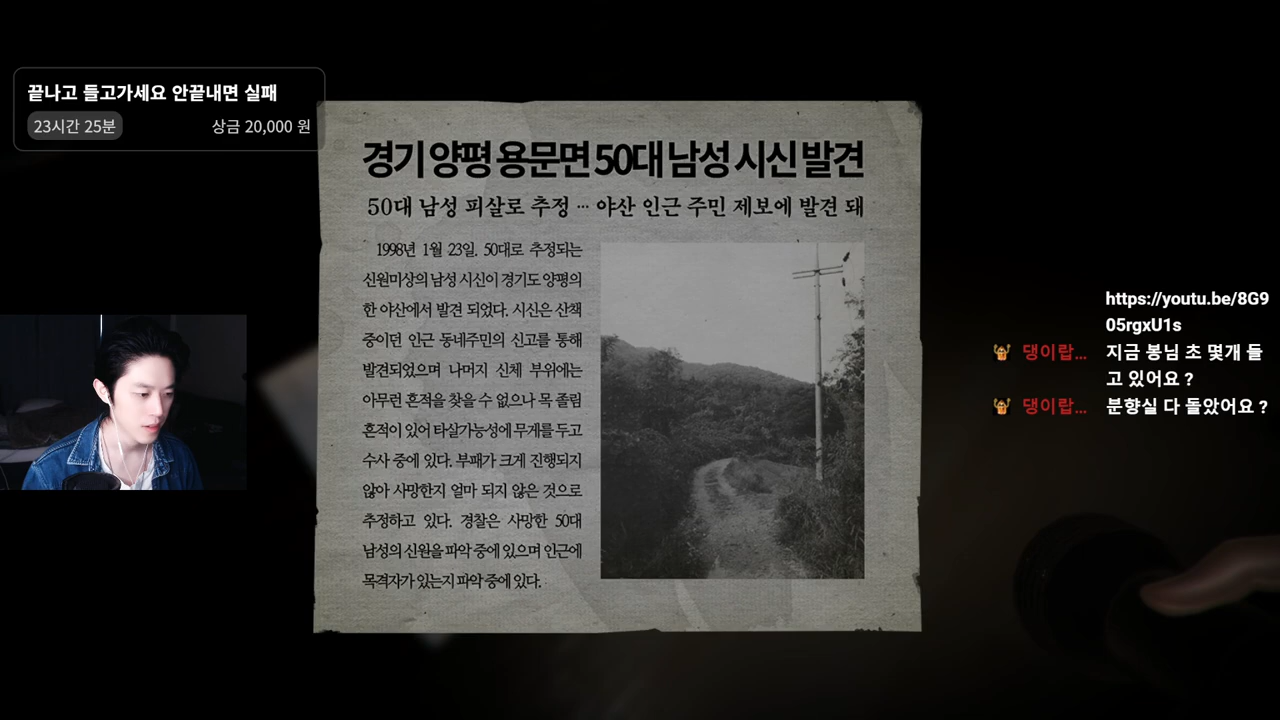 끝나고 들고가세요 안끝내면 실패
23시간 25분
상금 20,000 원
경기 양평 용문면 50대 남성 시신 발견
50대 남성 피살로 추정 … 야산 인근 주민 제보에 발견 돼
1998년 1월 23일. 50대로 추정되는
신원미상의 남성 시신이 경기도 양평의
한 야산에서 발견 되었다. 시신은 산책
중이던 인근 동네주민의 신고를 통해
발견되었으며 나머지 신체 부위에는
아무런 흔적을 찾을 수 없으나 목 졸림
흔적이 있어 타살가능성에 무게를 두고
수사 중에 있다. 부패가 크게 진행되지
않아 사망한지 얼마 되지 않은 것으로
추정하고 있다. 경찰은 사망한 50대
남성의 신원을 파악 중에 있으며 인근에
목격자가 있는지 파악 중에 있다.
https://youtu.be/8G9
05rgxU1s
댕이랍... 지금 봉님 초 몇개 들
고 있어요 ?
댕이랍... 분향실 다 돌았어요 ?